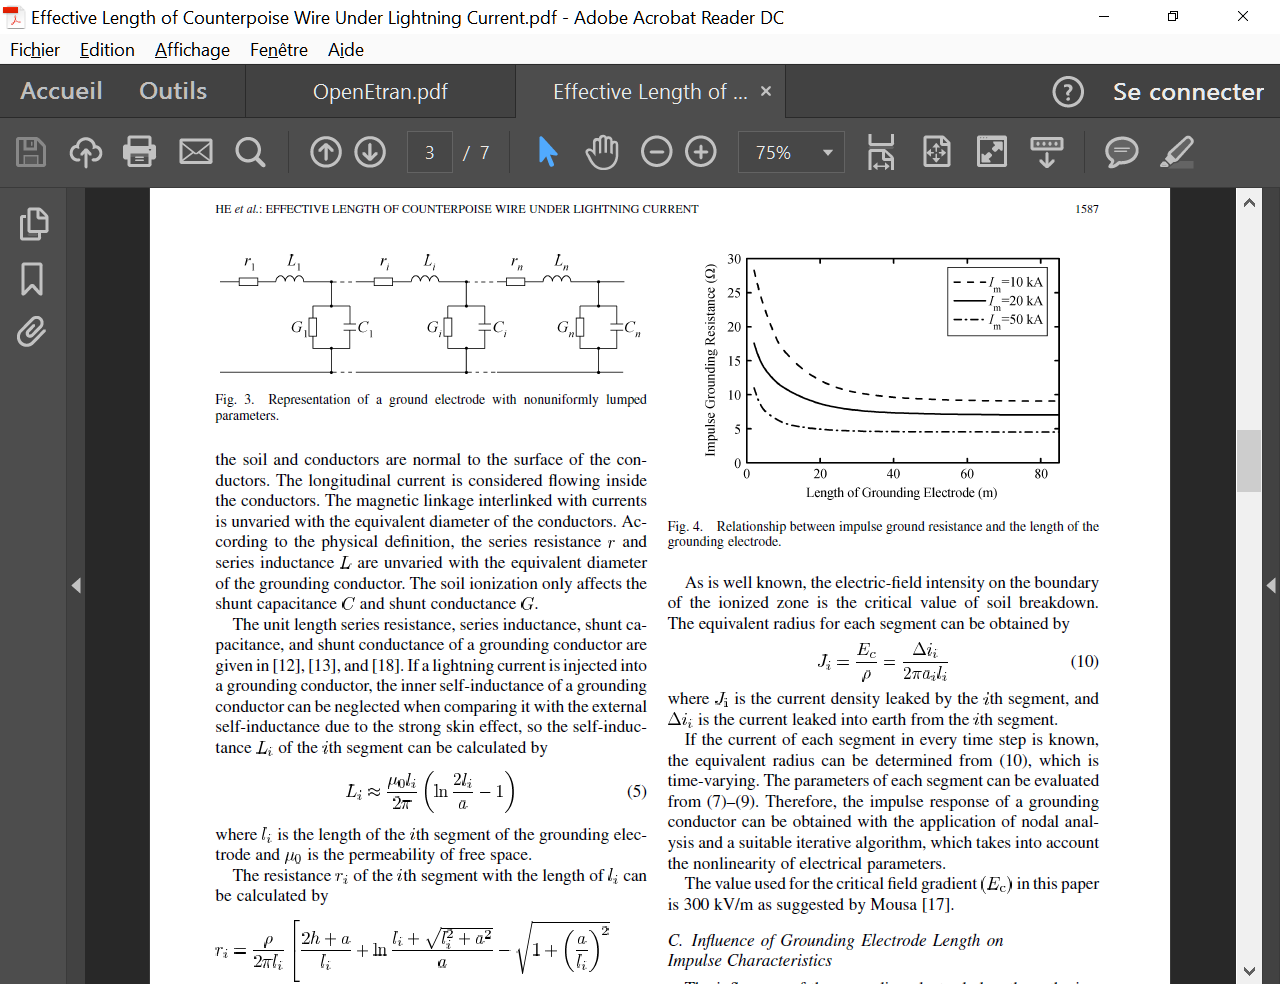 Effective Length of Counterpoise Wire Under Lightning Current.pdf - Adobe Acrobat Reader DC
Fichier Edition Affichage Fenêtre Aide
Accueil Outils OpenEtran.pdf Effective Length of ... × ? Se connecter
3 / 7 75%
HE et al.: EFFECTIVE LENGTH OF COUNTERPOISE WIRE UNDER LIGHTNING CURRENT 1587
r1 L1 ri Li rn Ln
G1 C1 Gi Ci Gn Cn
Fig. 3. Representation of a ground electrode with nonuniformly lumped
parameters.
the soil and conductors are normal to the surface of the con-
ductors. The longitudinal current is considered flowing inside
the conductors. The magnetic linkage interlinked with currents
is unvaried with the equivalent diameter of the conductors. Ac-
cording to the physical definition, the series resistance r and
series inductance L are unvaried with the equivalent diameter
of the grounding conductor. The soil ionization only affects the
shunt capacitance C and shunt conductance G.
The unit length series resistance, series inductance, shunt ca-
pacitance, and shunt conductance of a grounding conductor are
given in [12], [13], and [18]. If a lightning current is injected into
a grounding conductor, the inner self-inductance of a grounding
conductor can be neglected when comparing it with the external
self-inductance due to the strong skin effect, so the self-induc-
tance Li of the ith segment can be calculated by
Li ≈ μ0li/2π (ln 2li/a − 1) (5)
where li is the length of the ith segment of the grounding elec-
trode and μ0 is the permeability of free space.
The resistance ri of the ith segment with the length of li can
be calculated by
ri = ρ/2πli [2h + a/li + ln li + √li² + a²/a − √1 + (a/li)²
Impulse Grounding Resistance (Ω)
30
25
20
15
10
5
0
0 20 40 60 80
Im=10 kA
Im=20 kA
Im=50 kA
Length of Grounding Electrode (m)
Fig. 4. Relationship between impulse ground resistance and the length of the
grounding electrode.
As is well known, the electric-field intensity on the boundary
of the ionized zone is the critical value of soil breakdown.
The equivalent radius for each segment can be obtained by
Ji = Ec/ρ = Δii/2πaili (10)
where Ji is the current density leaked by the ith segment, and
Δii is the current leaked into earth from the ith segment.
If the current of each segment in every time step is known,
the equivalent radius can be determined from (10), which is
time-varying. The parameters of each segment can be evaluated
from (7)–(9). Therefore, the impulse response of a grounding
conductor can be obtained with the application of nodal anal-
ysis and a suitable iterative algorithm, which takes into account
the nonlinearity of electrical parameters.
The value used for the critical field gradient (Ec) in this paper
is 300 kV/m as suggested by Mousa [17].
C. Influence of Grounding Electrode Length on
Impulse Characteristics